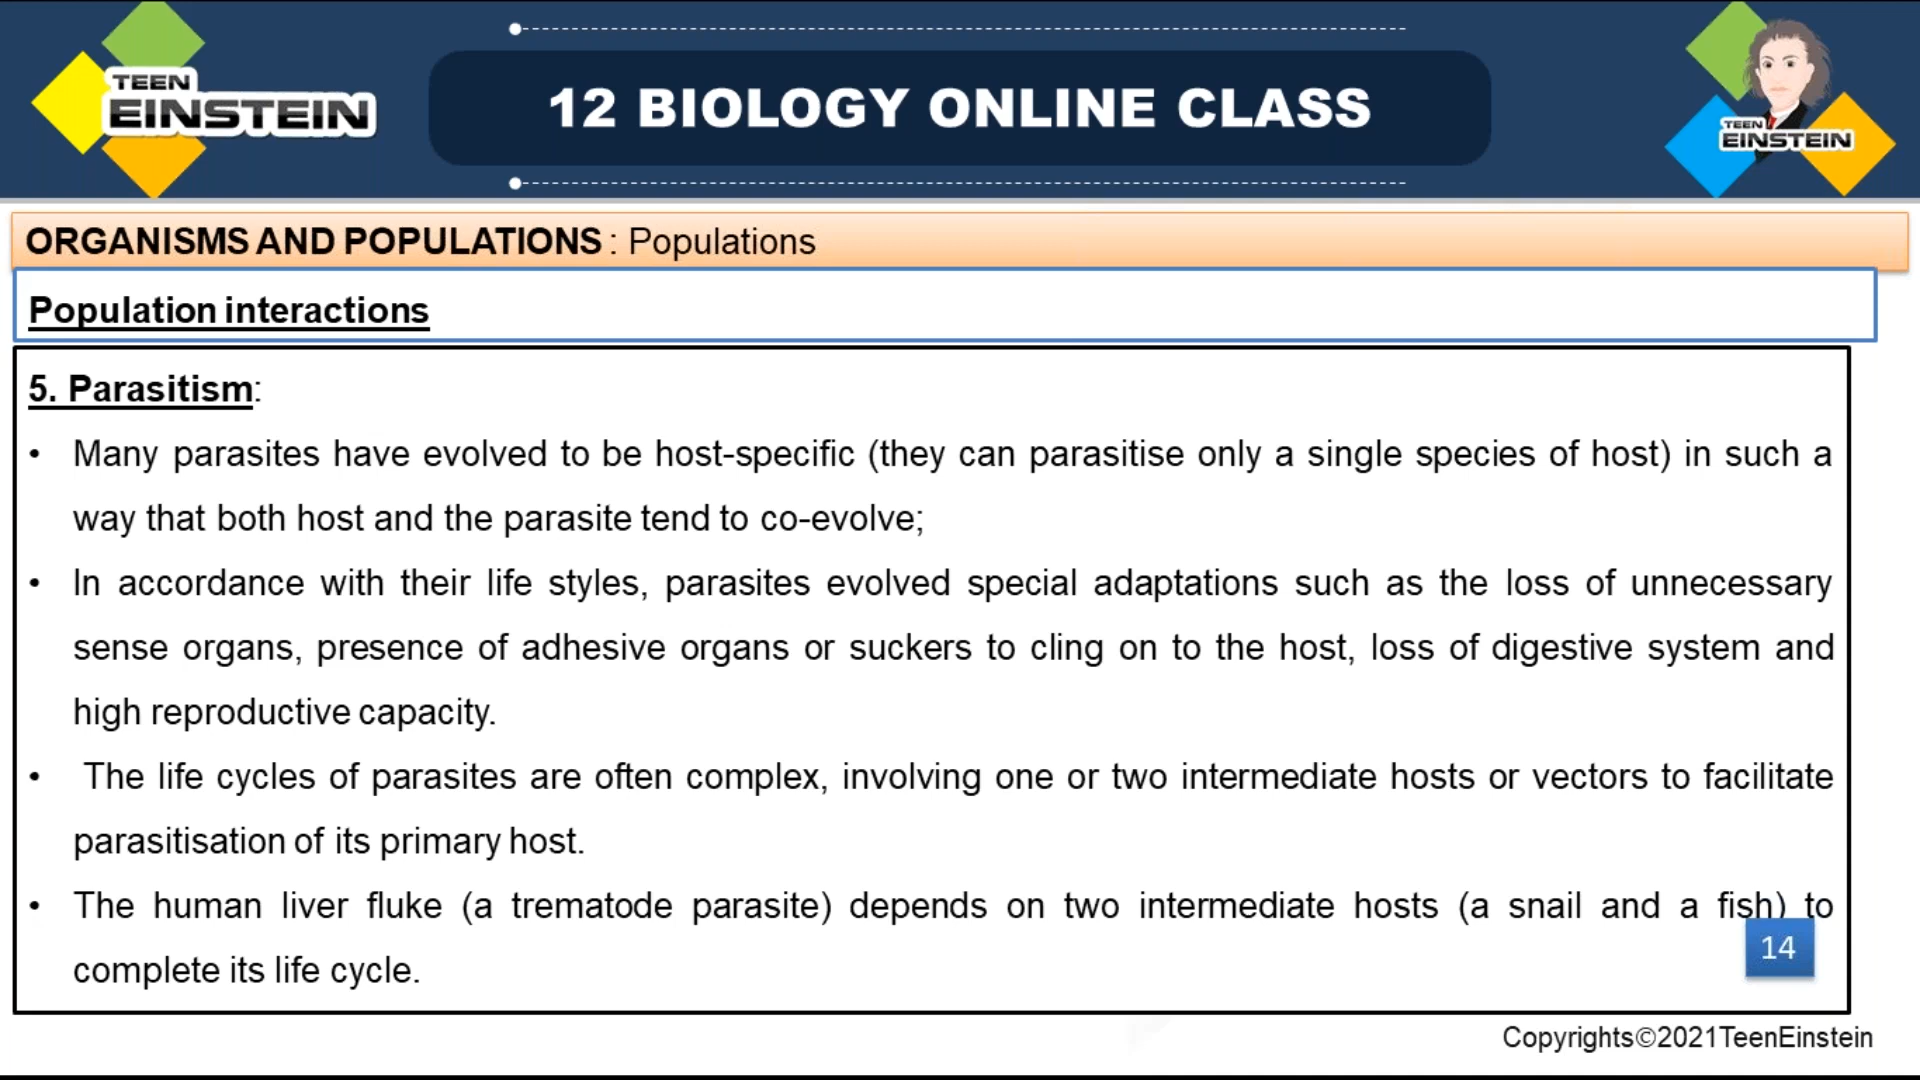 TEEN
EINSTEIN
12 BIOLOGY ONLINE CLASS
TEEN
EINSTEIN
ORGANISMS AND POPULATIONS : Populations
Population interactions
5. Parasitism:
• Many parasites have evolved to be host-specific (they can parasitise only a single species of host) in such a
way that both host and the parasite tend to co-evolve;
• In accordance with their life styles, parasites evolved special adaptations such as the loss of unnecessary
sense organs, presence of adhesive organs or suckers to cling on to the host, loss of digestive system and
high reproductive capacity.
• The life cycles of parasites are often complex, involving one or two intermediate hosts or vectors to facilitate
parasitisation of its primary host.
• The human liver fluke (a trematode parasite) depends on two intermediate hosts (a snail and a fish) to
complete its life cycle.
14
Copyrights©2021TeenEinstein